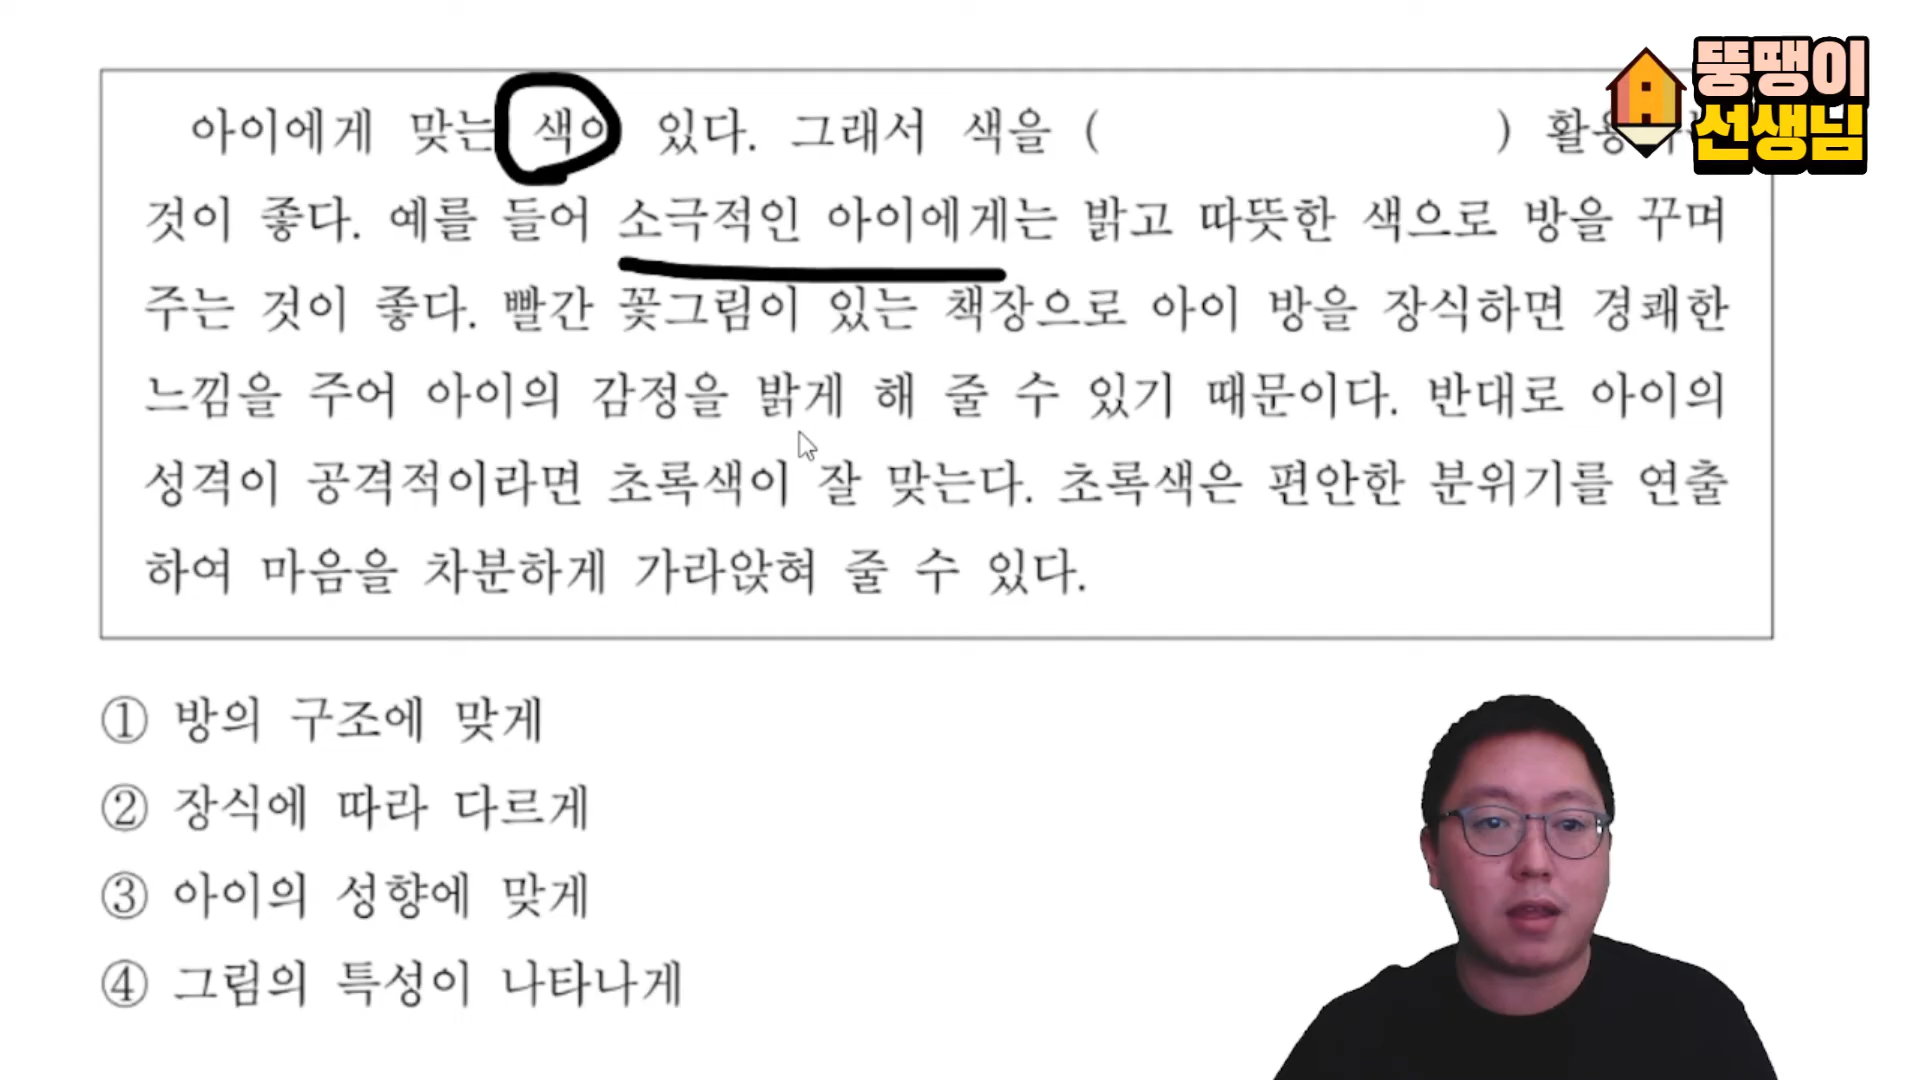 뚱땡이
선생님
아이에게 맞는 색이 있다. 그래서 색을 ( ) 활용
것이 좋다. 예를 들어 소극적인 아이에게는 밝고 따뜻한 색으로 방을 꾸며
주는 것이 좋다. 빨간 꽃그림이 있는 책장으로 아이 방을 장식하면 경쾌한
느낌을 주어 아이의 감정을 밝게 해 줄 수 있기 때문이다. 반대로 아이의
성격이 공격적이라면 초록색이 잘 맞는다. 초록색은 편안한 분위기를 연출
하여 마음을 차분하게 가라앉혀 줄 수 있다.
① 방의 구조에 맞게
② 장식에 따라 다르게
③ 아이의 성향에 맞게
④ 그림의 특성이 나타나게